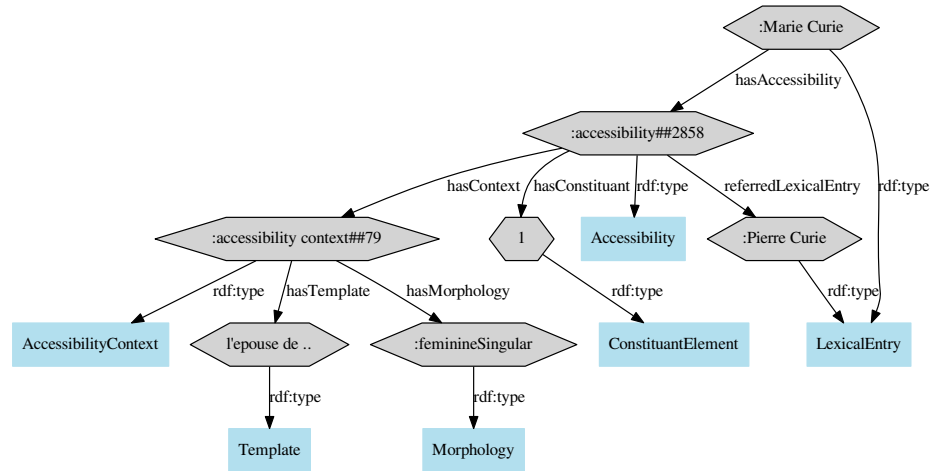 :Marie Curie
hasAccessibility
:accessibility##2858
hasContext
hasConstituant
rdf:type
referredLexicalEntry
rdf:type
:accessibility context##79
1
Accessibility
:Pierre Curie
rdf:type
hasTemplate
hasMorphology
rdf:type
rdf:type
AccessibilityContext
l'epouse de ..
:feminineSingular
ConstituantElement
LexicalEntry
rdf:type
rdf:type
Template
Morphology